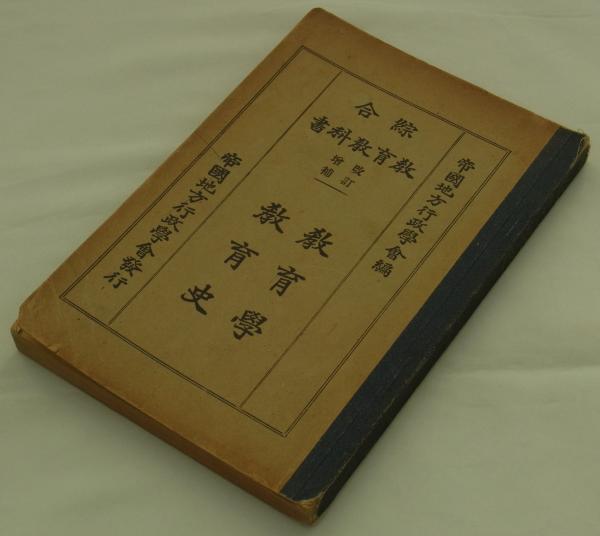 帝國地方行政學會編
綜合
教育教科書
改訂
增補
教育學
教育史
帝國地方行政學會發行